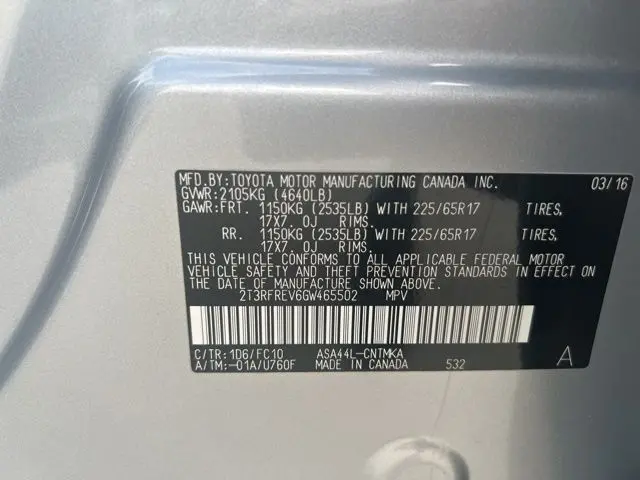 MFD.BY:TOYOTA MOTOR MANUFACTURING CANADA INC. 03/16
GVWR:2105KG (4640LB)
GAWR:FRT. 1150KG (2535LB) WITH 225/65R17 TIRES,
17X7.0J RIMS.
RR. 1150KG (2535LB) WITH 225/65R17 TIRES,
17X7.0J RIMS.
THIS VEHICLE CONFORMS TO ALL APPLICABLE FEDERAL MOTOR
VEHICLE SAFETY AND THEFT PREVENTION STANDARDS IN EFFECT ON
THE DATE OF MANUFACTURE SHOWN ABOVE.
2T3RFREV6GW465502 MPV
C/TR:1D6/FC10 ASA44L-CNTMKA
A/TM:-01A/U760F MADE IN CANADA 532 A